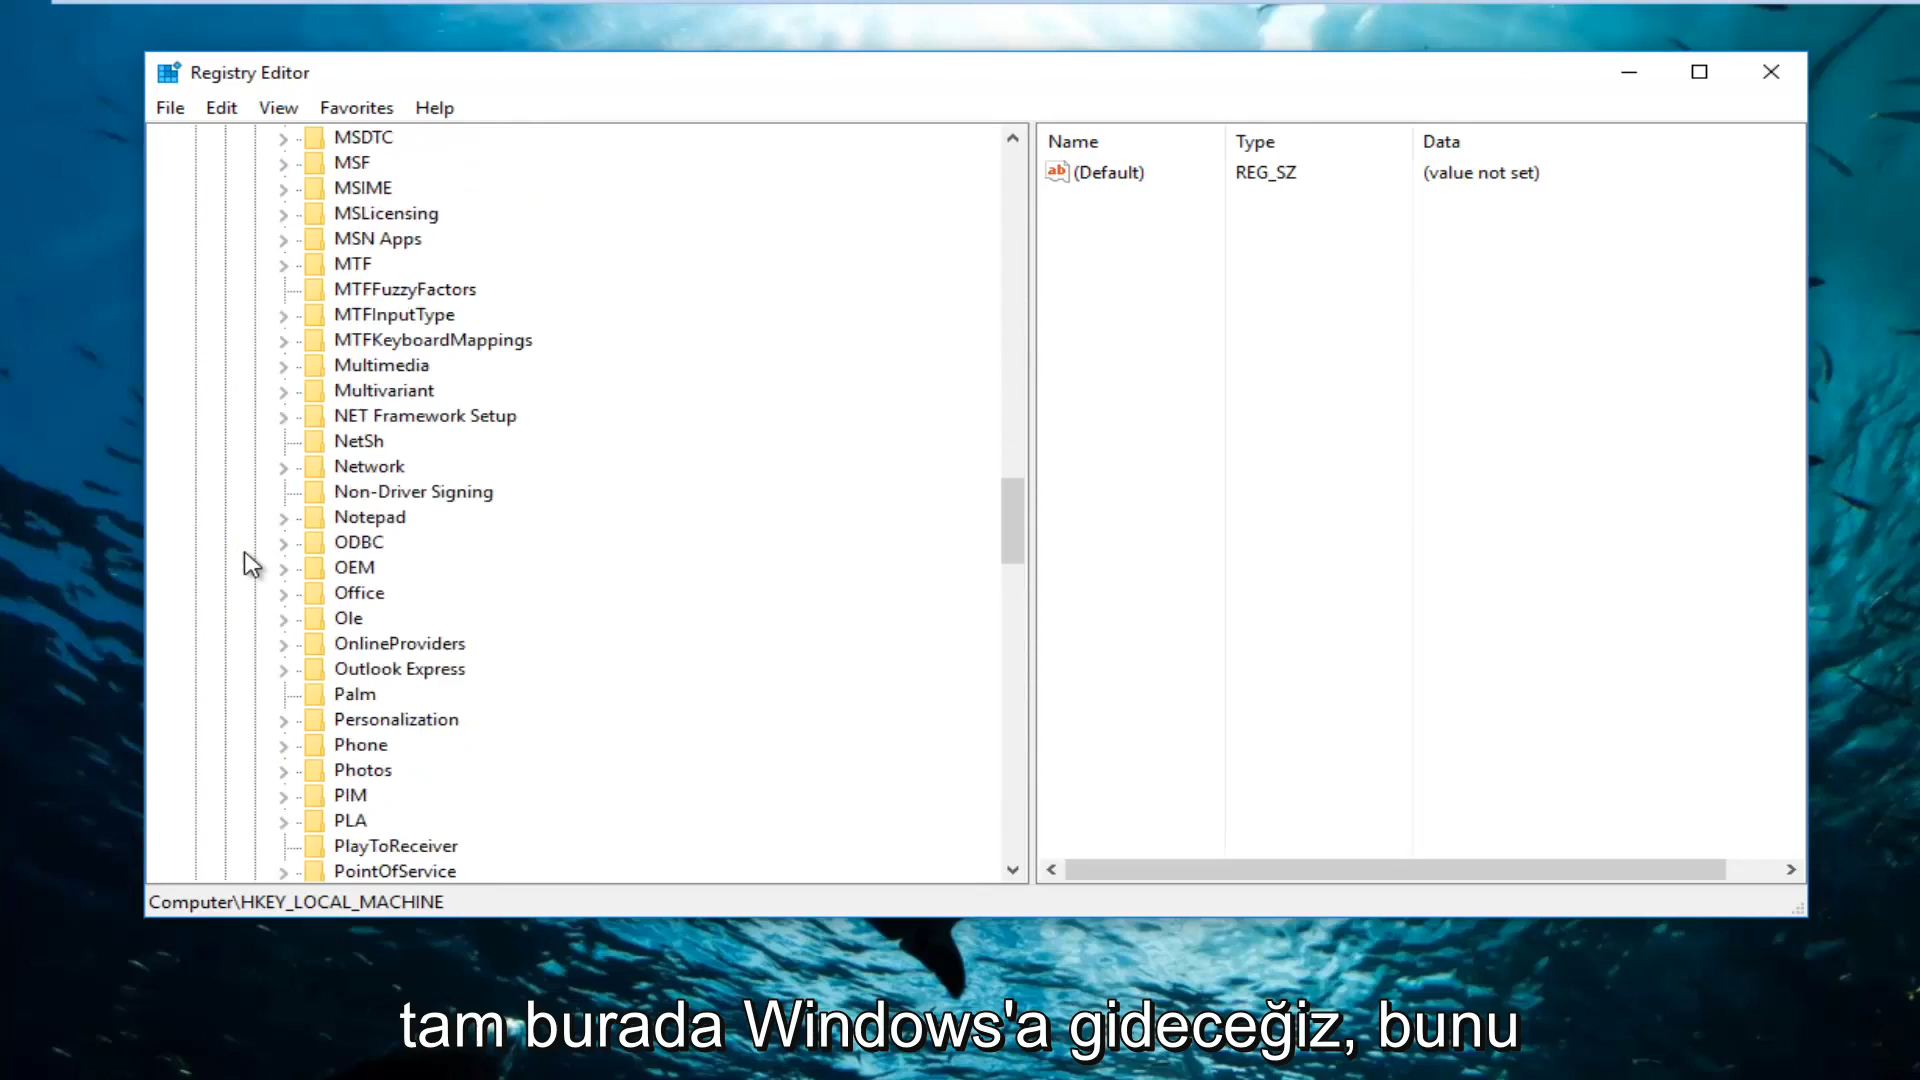 Registry Editor
File Edit View Favorites Help
MSDTC
MSF
MSIME
MSLicensing
MSN Apps
MTF
MTFFuzzyFactors
MTFInputType
MTFKeyboardMappings
Multimedia
Multivariant
NET Framework Setup
NetSh
Network
Non-Driver Signing
Notepad
ODBC
OEM
Office
Ole
OnlineProviders
Outlook Express
Palm
Personalization
Phone
Photos
PIM
PLA
PlayToReceiver
PointOfService
Name Type Data
ab (Default) REG_SZ (value not set)
Computer\HKEY_LOCAL_MACHINE
tam burada Windows'a gideceğiz, bunu